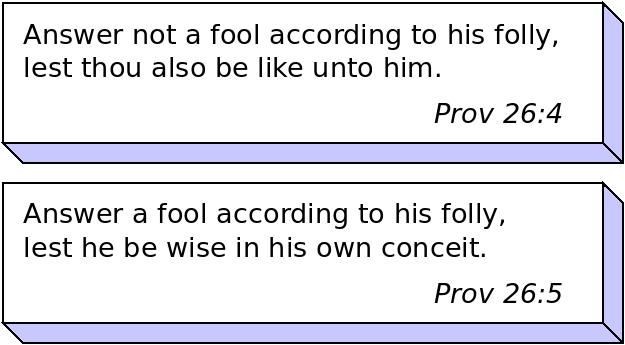 Answer not a fool according to his folly,
lest thou also be like unto him.
Prov 26:4
Answer a fool according to his folly,
lest he be wise in his own conceit.
Prov 26:5